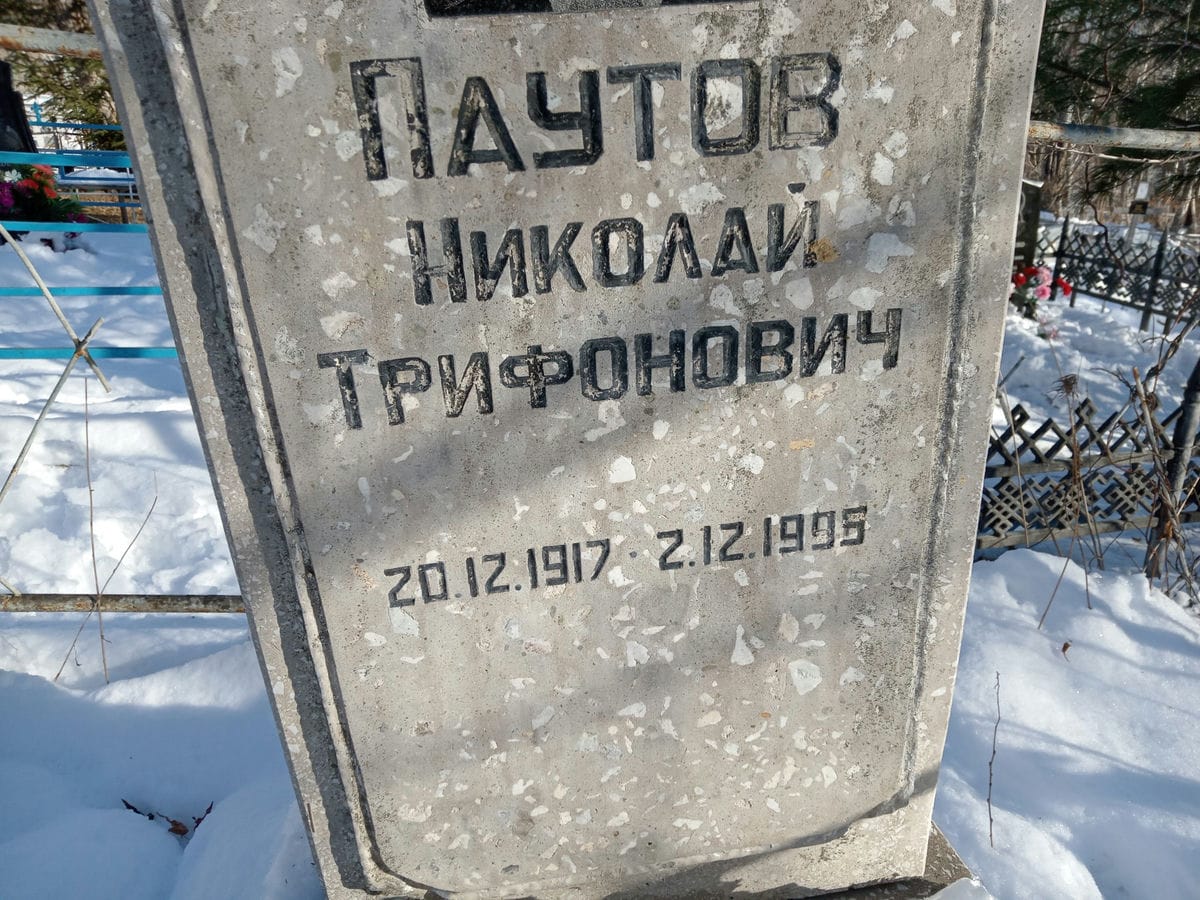 Паутов
Николай
Трифонович
20.12.1917 · 2.12.1995